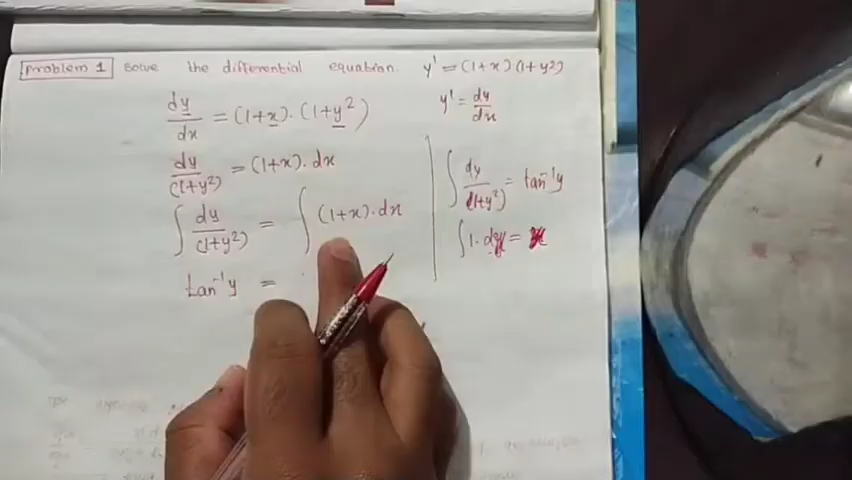 Problem 1 Solve the differential equation. y' = (1+x)(1+y²)
dy/dx = (1+x).(1+y²)
y' = dy/dx
dy/(1+y²) = (1+x).dx
∫ dy/(1+y²) = ∫ (1+x).dx
tan⁻¹y =
∫ dy/(1+y²) = tan⁻¹y
∫ 1.